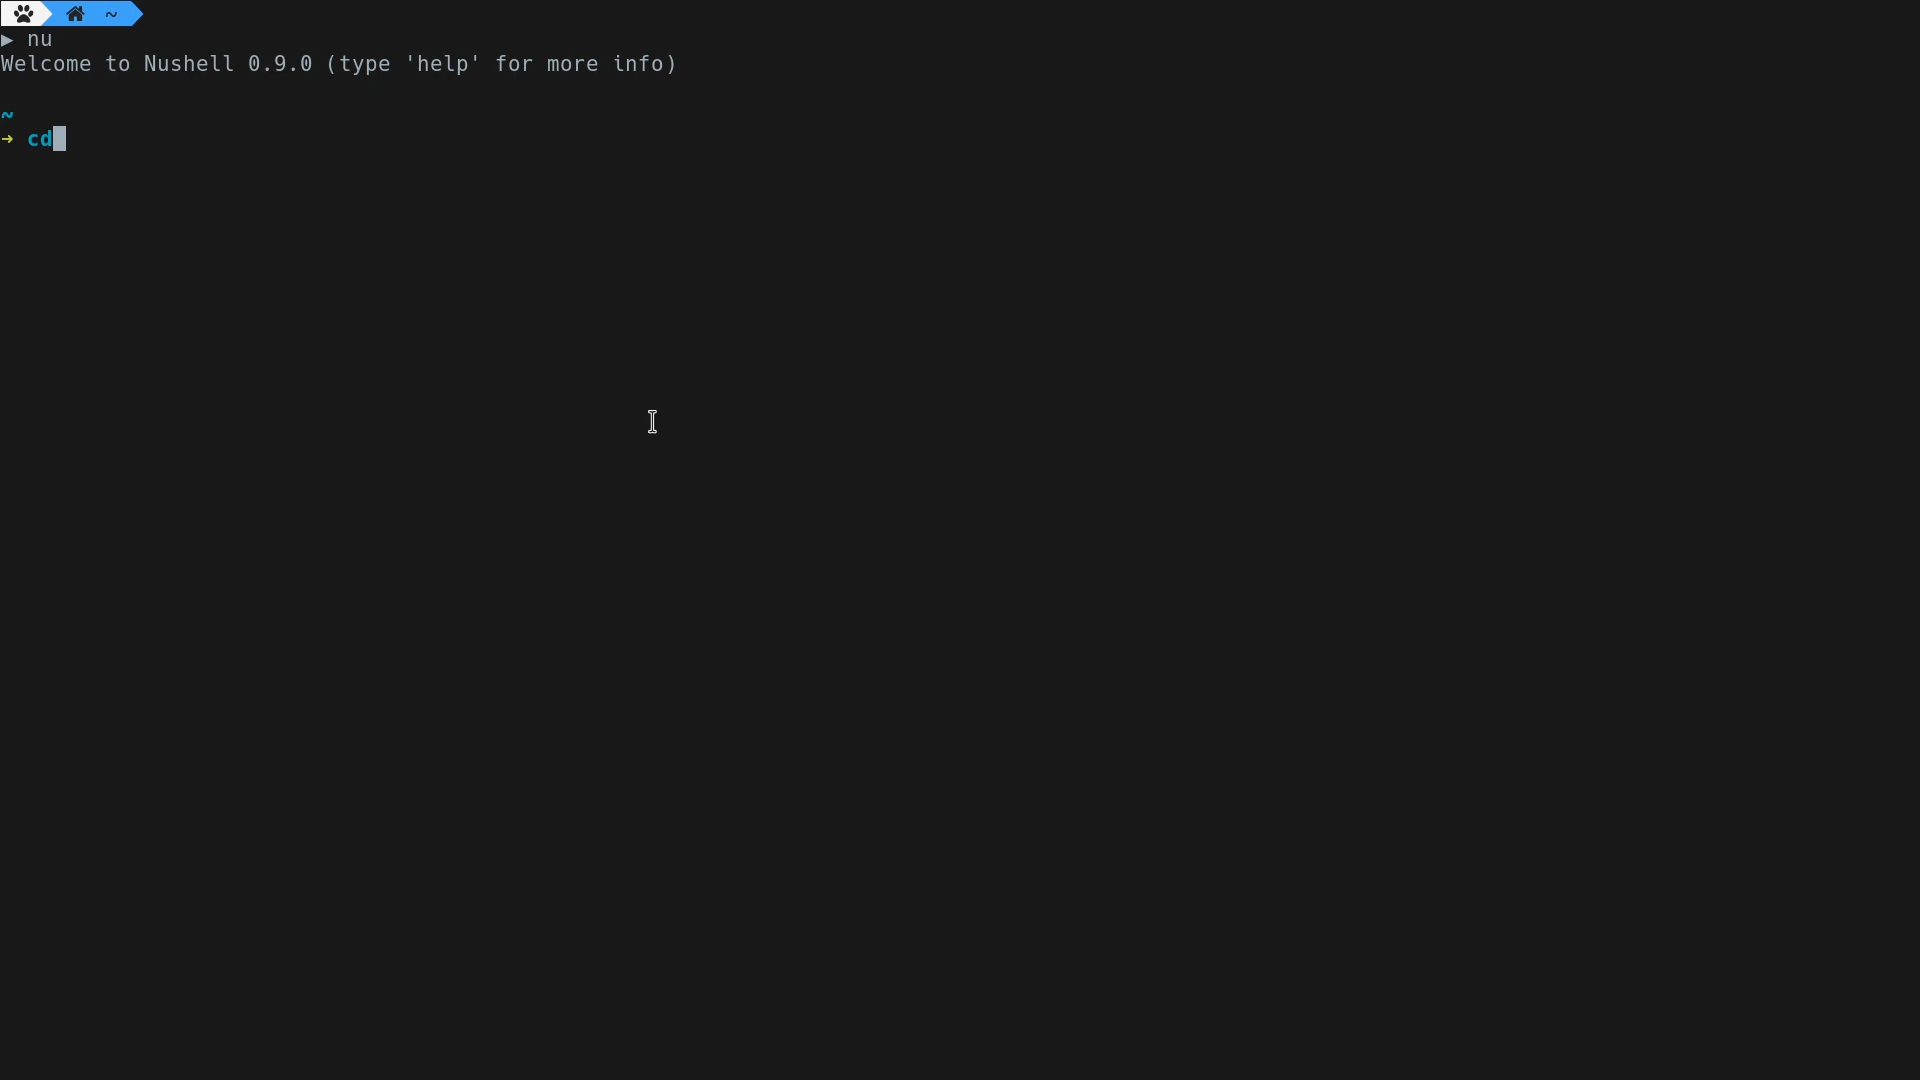 ~
▶ nu
Welcome to Nushell 0.9.0 (type 'help' for more info)
~
➜ cd